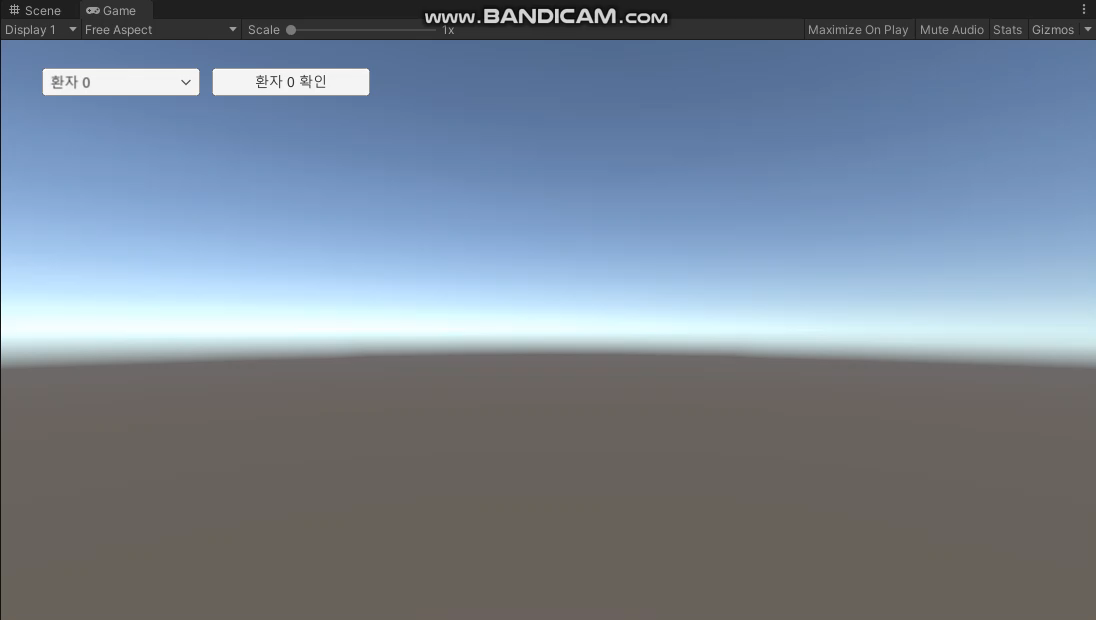 Scene Game
www.BANDICAM.com
Display 1 Free Aspect Scale 1x Maximize On Play Mute Audio Stats Gizmos
환자 0 환자 0 확인